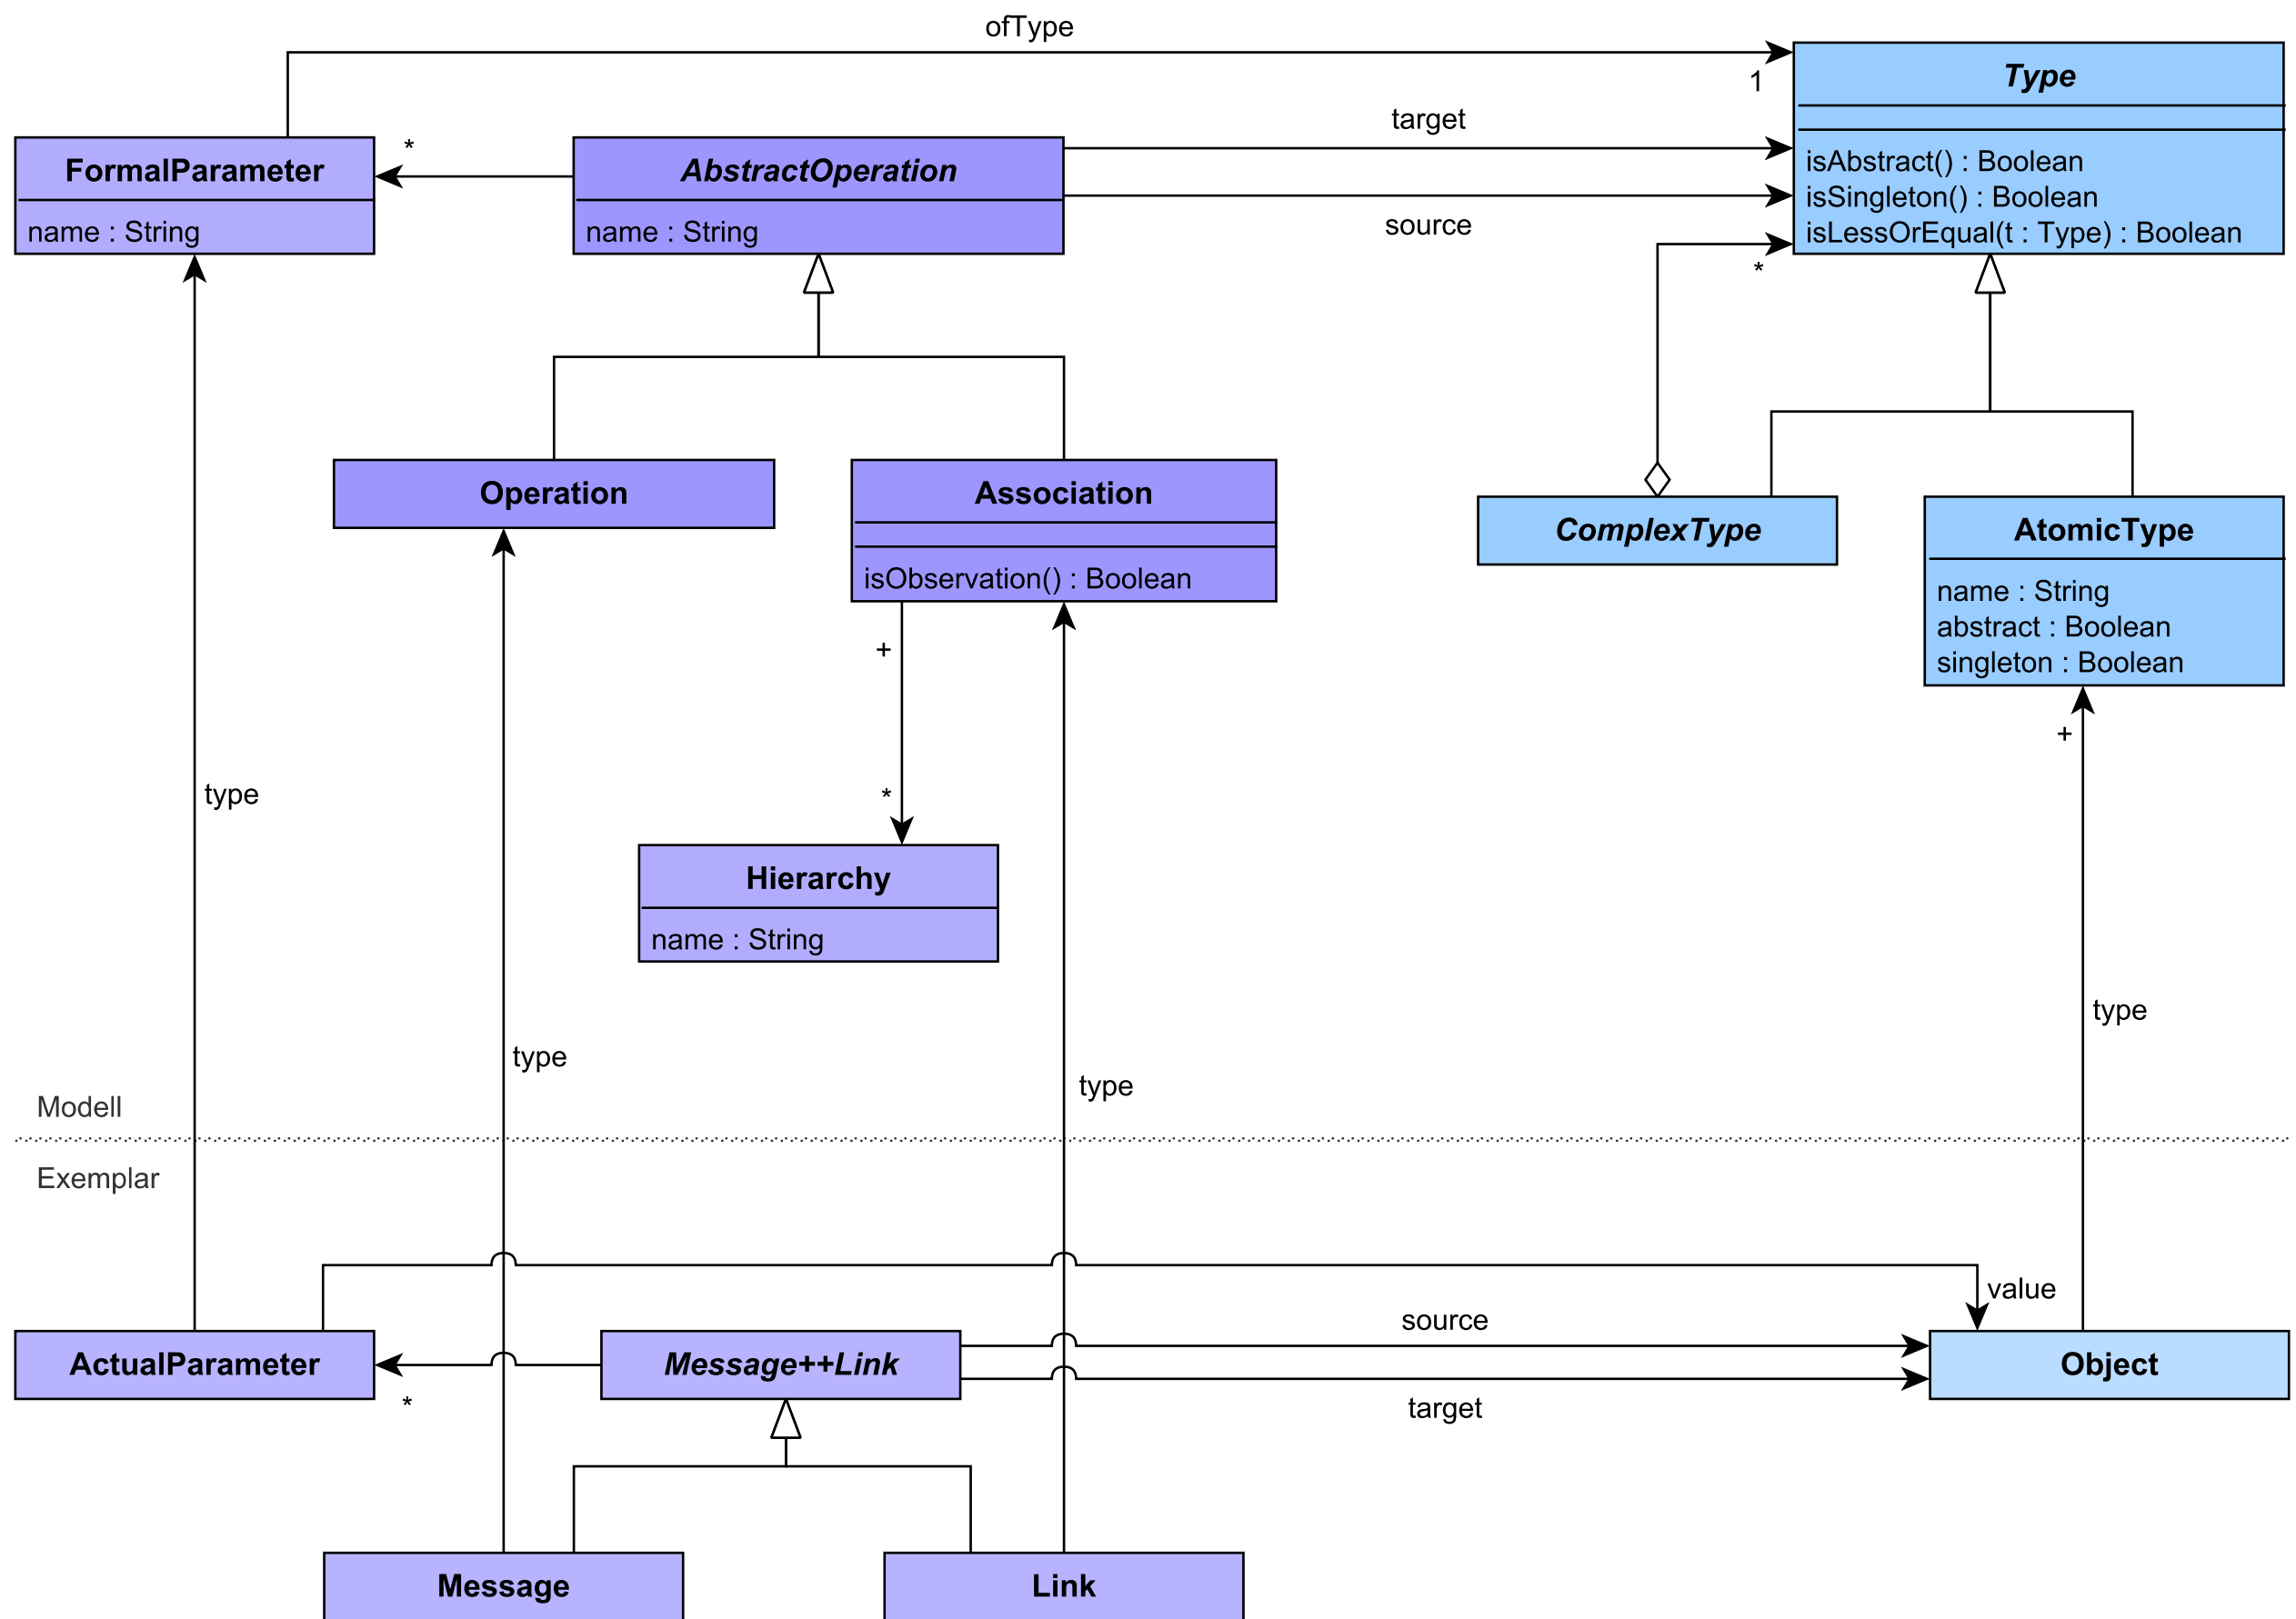 ofType
1
Type
isAbstract() : Boolean
isSingleton() : Boolean
isLessOrEqual(t : Type) : Boolean
target
source
*
FormalParameter
name : String
*
AbstractOperation
name : String
Operation
Association
isObservation() : Boolean
ComplexType
AtomicType
name : String
abstract : Boolean
singleton : Boolean
+
*
+
Hierarchy
name : String
type
type
type
type
Modell
Exemplar
value
source
target
ActualParameter
*
Message++Link
Object
Message
Link